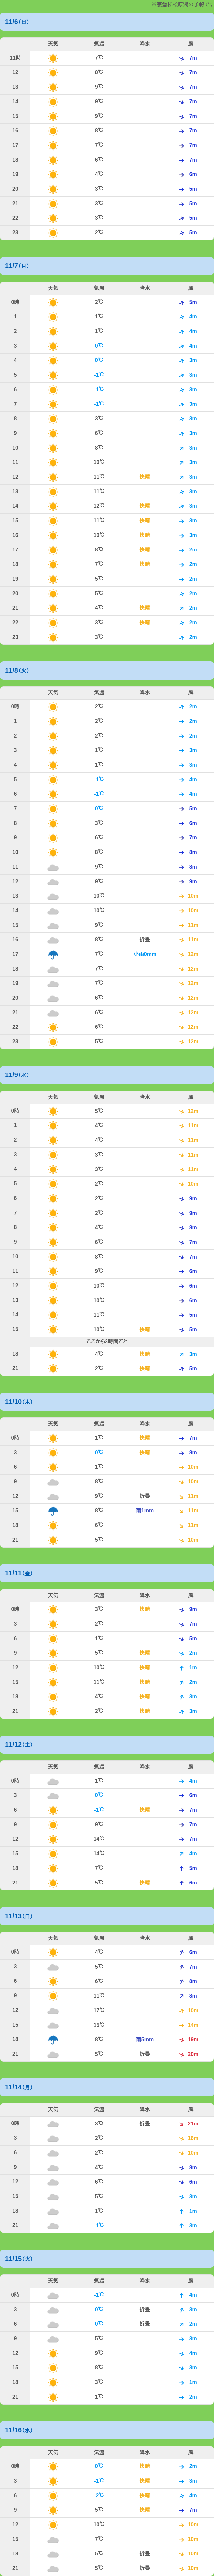 ※農都様松原湖の予報です
11/6(日)
天気 気温 降水 風
11時 7℃ 7m
12 8℃ 7m
13 9℃ 7m
14 9℃ 7m
15 9℃ 7m
16 8℃ 7m
17 7℃ 7m
18 6℃ 7m
19 4℃ 6m
20 3℃ 5m
21 3℃ 5m
22 3℃ 5m
23 2℃ 5m
11/7(月)
天気 気温 降水 風
0時 2℃ 5m
1 1℃ 4m
2 1℃ 4m
3 0℃ 4m
4 0℃ 3m
5 -1℃ 3m
6 -1℃ 3m
7 -1℃ 3m
8 3℃ 3m
9 6℃ 3m
10 8℃ 3m
11 10℃ 3m
12 11℃ 快晴 3m
13 11℃ 3m
14 12℃ 快晴 3m
15 11℃ 快晴 3m
16 10℃ 快晴 3m
17 8℃ 快晴 2m
18 7℃ 快晴 2m
19 5℃ 2m
20 5℃ 2m
21 4℃ 快晴 2m
22 3℃ 快晴 2m
23 3℃ 2m
11/8(火)
天気 気温 降水 風
0時 2℃ 2m
1 2℃ 2m
2 2℃ 2m
3 1℃ 3m
4 1℃ 3m
5 -1℃ 4m
6 -1℃ 4m
7 0℃ 5m
8 3℃ 6m
9 6℃ 7m
10 8℃ 8m
11 9℃ 8m
12 9℃ 9m
13 10℃ 10m
14 10℃ 10m
15 9℃ 11m
16 8℃ 折畳 11m
17 7℃ 小雨0mm 12m
18 7℃ 12m
19 7℃ 12m
20 6℃ 12m
21 6℃ 12m
22 6℃ 12m
23 5℃ 12m
11/9(水)
天気 気温 降水 風
0時 5℃ 12m
1 4℃ 11m
2 4℃ 11m
3 3℃ 11m
4 3℃ 11m
5 2℃ 10m
6 2℃ 9m
7 2℃ 9m
8 4℃ 8m
9 6℃ 7m
10 8℃ 7m
11 9℃ 6m
12 10℃ 6m
13 10℃ 6m
14 11℃ 5m
15 10℃ 快晴 5m
ここから3時間ごと
18 4℃ 快晴 3m
21 2℃ 快晴 5m
11/10(木)
天気 気温 降水 風
0時 1℃ 快晴 7m
3 0℃ 快晴 8m
6 1℃ 10m
9 8℃ 10m
12 9℃ 折畳 11m
15 8℃ 雨1mm 11m
18 6℃ 11m
21 5℃ 10m
11/11(金)
天気 気温 降水 風
0時 3℃ 快晴 9m
3 2℃ 7m
6 1℃ 5m
9 5℃ 快晴 2m
12 10℃ 快晴 1m
15 11℃ 快晴 2m
18 4℃ 快晴 3m
21 2℃ 快晴 3m
11/12(土)
天気 気温 降水 風
0時 1℃ 4m
3 0℃ 6m
6 -1℃ 快晴 7m
9 9℃ 7m
12 14℃ 7m
15 14℃ 4m
18 7℃ 5m
21 5℃ 快晴 6m
11/13(日)
天気 気温 降水 風
0時 4℃ 6m
3 5℃ 7m
6 6℃ 8m
9 11℃ 8m
12 17℃ 10m
15 15℃ 14m
18 8℃ 雨5mm 19m
21 5℃ 折畳 20m
11/14(月)
天気 気温 降水 風
0時 3℃ 折畳 21m
3 2℃ 16m
6 2℃ 10m
9 4℃ 8m
12 6℃ 6m
15 5℃ 3m
18 1℃ 1m
21 -1℃ 3m
11/15(火)
天気 気温 降水 風
0時 -1℃ 4m
3 0℃ 折畳 3m
6 0℃ 折畳 2m
9 5℃ 3m
12 9℃ 4m
15 8℃ 3m
18 3℃ 1m
21 1℃ 2m
11/16(水)
天気 気温 降水 風
0時 0℃ 快晴 2m
3 -1℃ 快晴 3m
6 -2℃ 快晴 4m
9 5℃ 快晴 7m
12 10℃ 10m
15 7℃ 10m
18 5℃ 折畳 10m
21 5℃ 折畳 10m